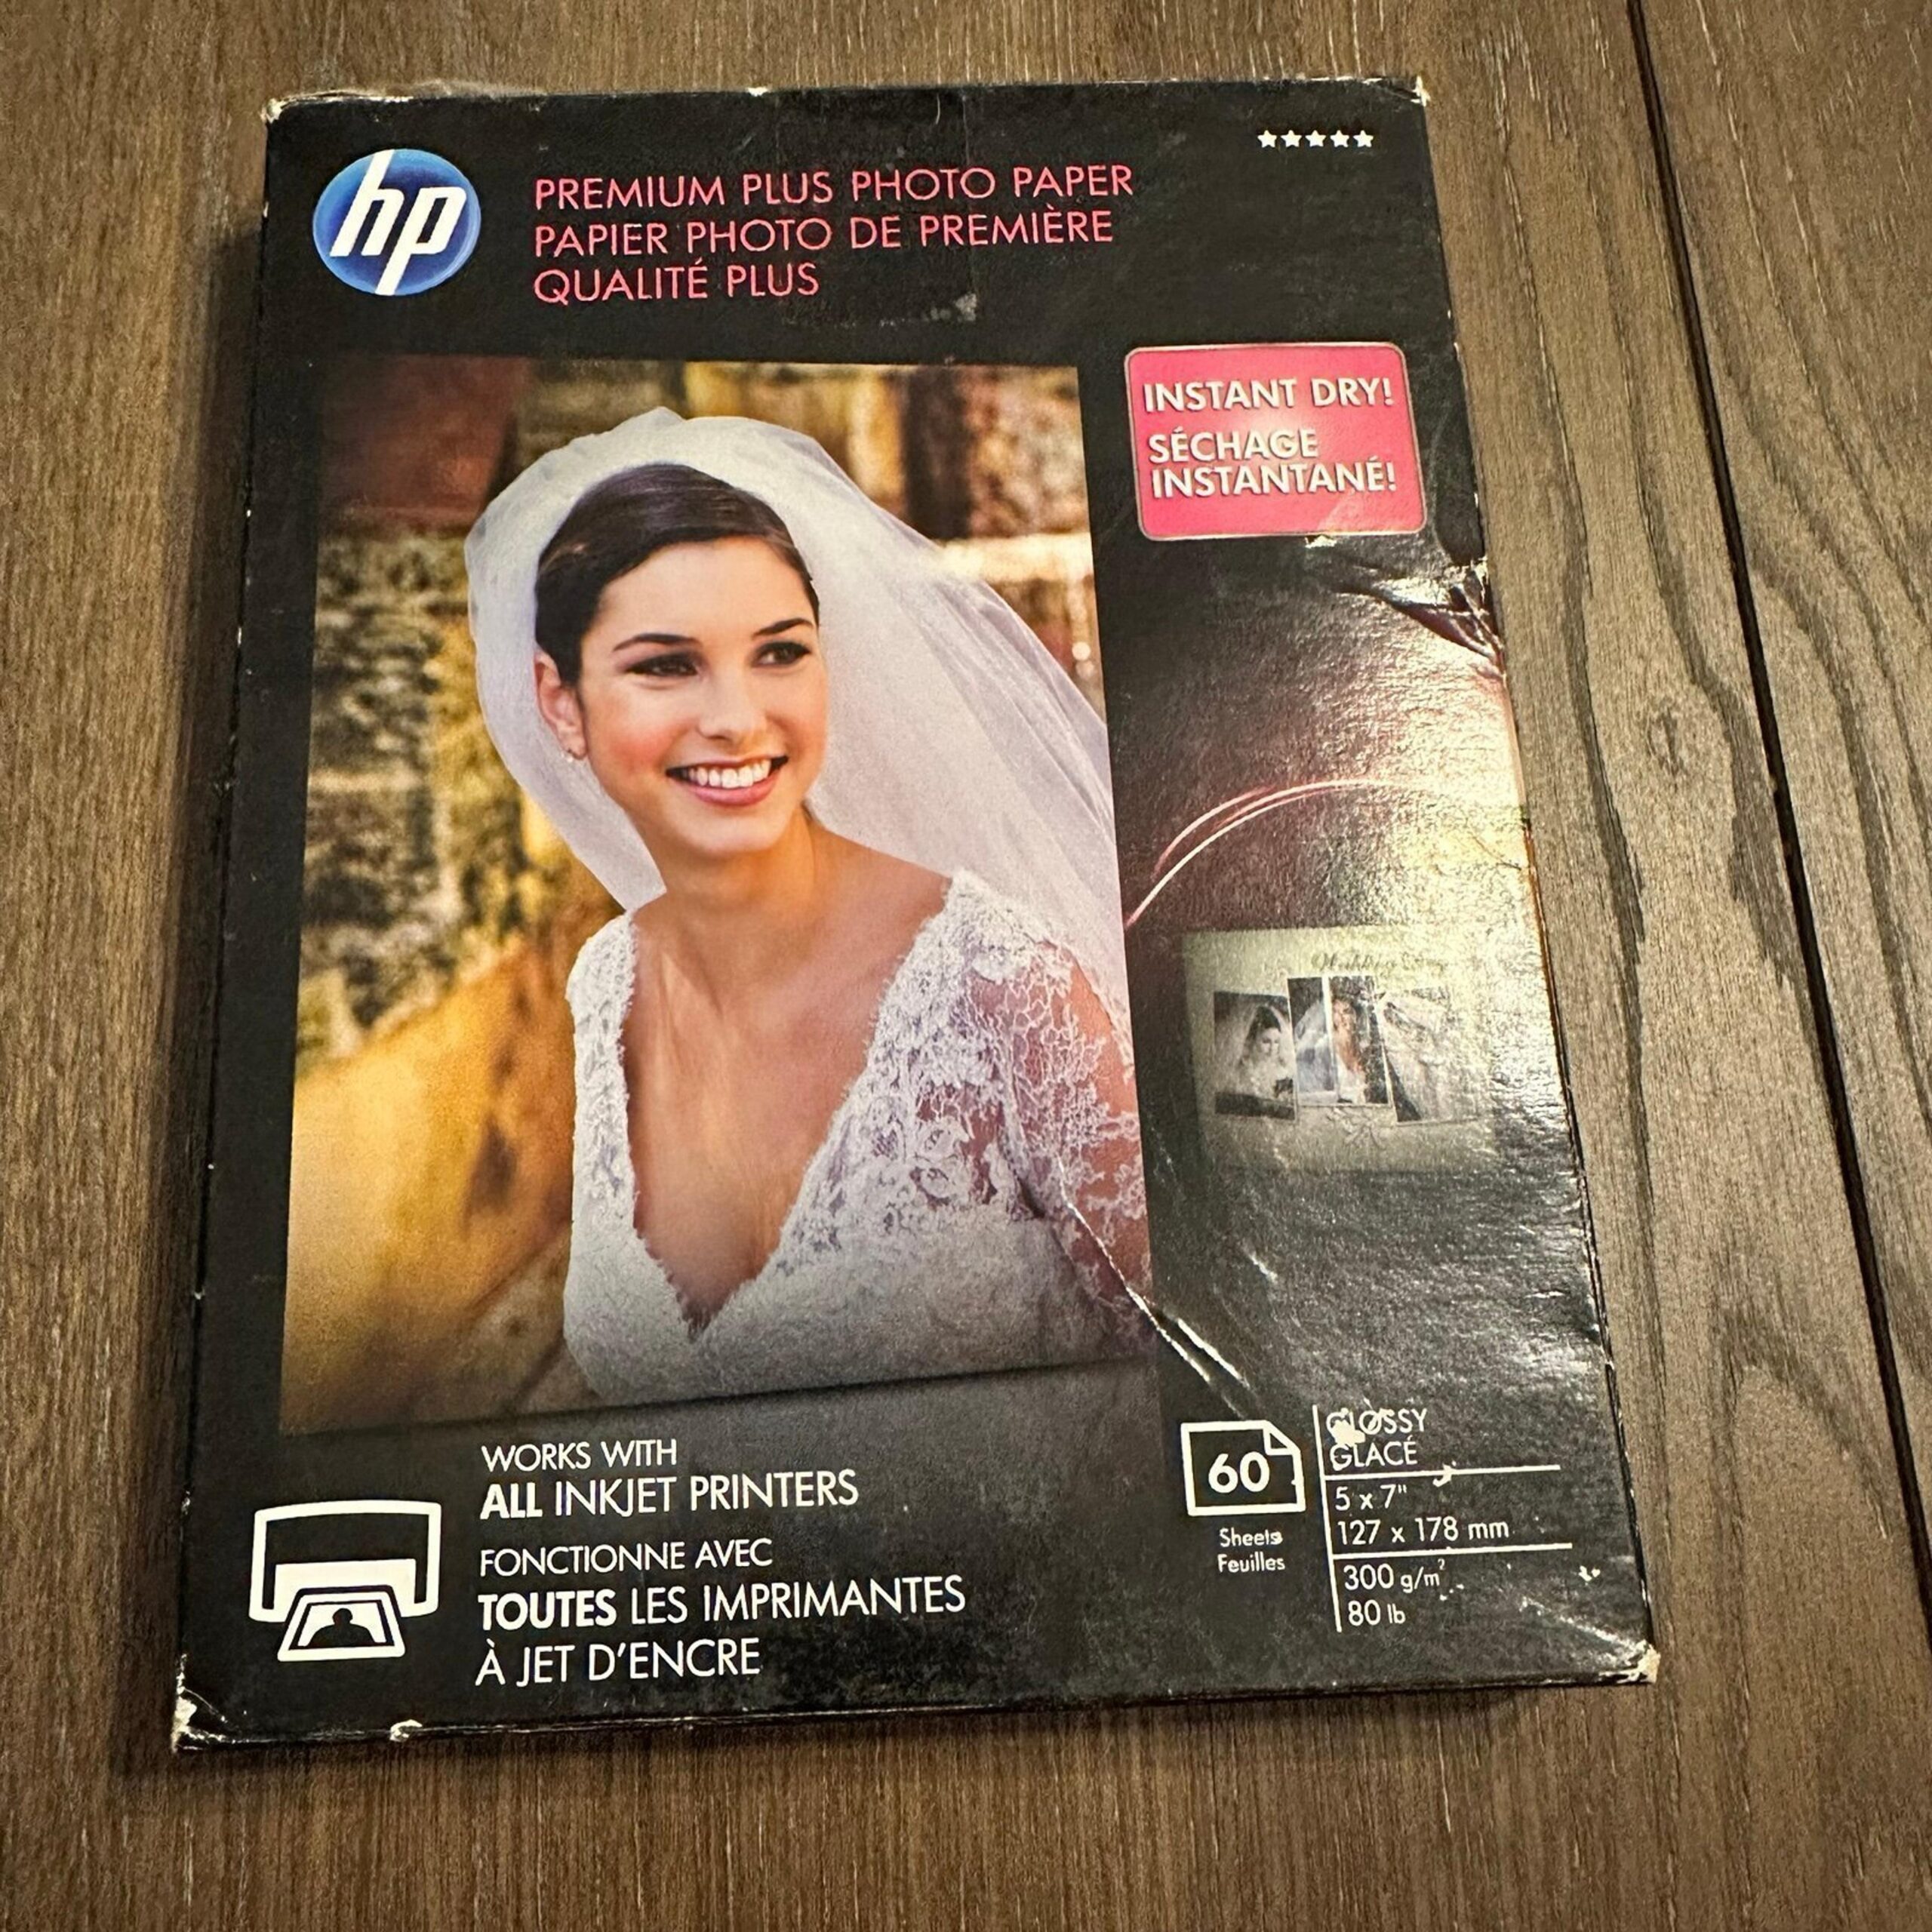 hp
PREMIUM PLUS PHOTO PAPER
PAPIER PHOTO DE PREMIÈRE
QUALITÉ PLUS
INSTANT DRY!
SÉCHAGE
INSTANTANÉ!
WORKS WITH
ALL INKJET PRINTERS
FONCTIONNE AVEC
TOUTES LES IMPRIMANTES
À JET D'ENCRE
60
Sheets
Feuilles
GLOSSY
GLACÉ
5 x 7"
127 x 178 mm
300 g/m²
80 lb